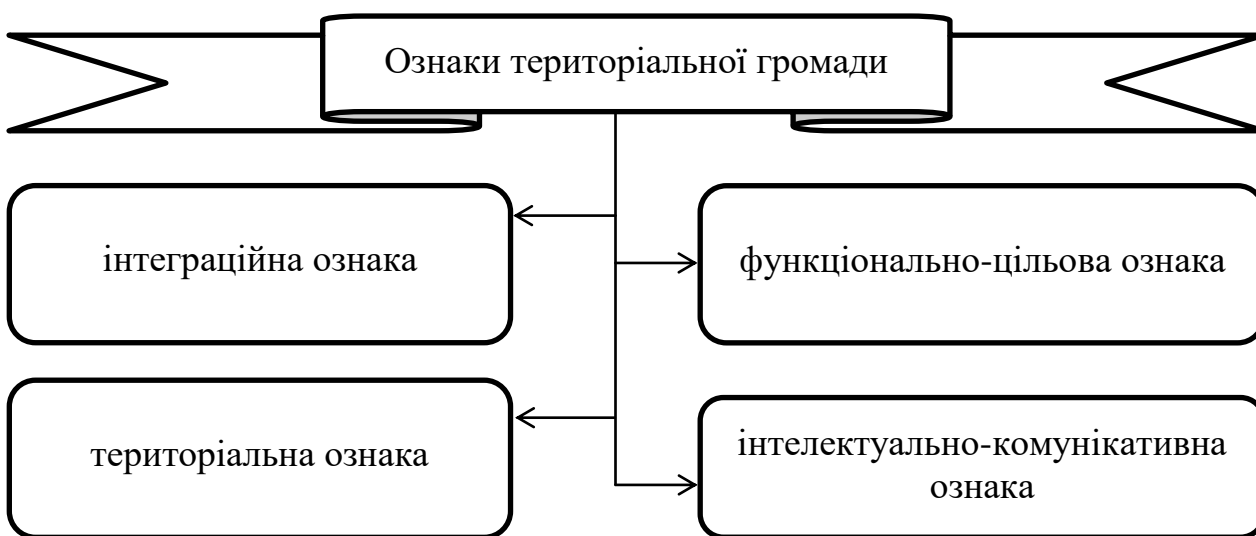 Ознаки територіальної громади
інтеграційна ознака
функціонально-цільова ознака
територіальна ознака
інтелектуально-комунікативна
ознака